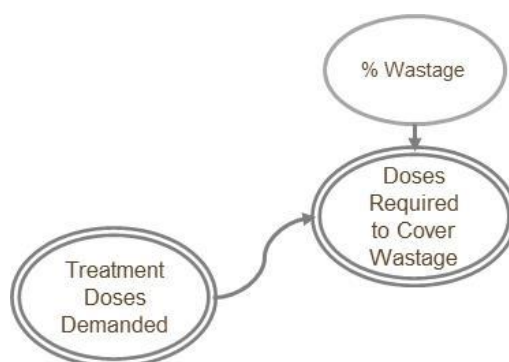 % Wastage
Doses
Required
to Cover
Wastage
Treatment
Doses
Demanded